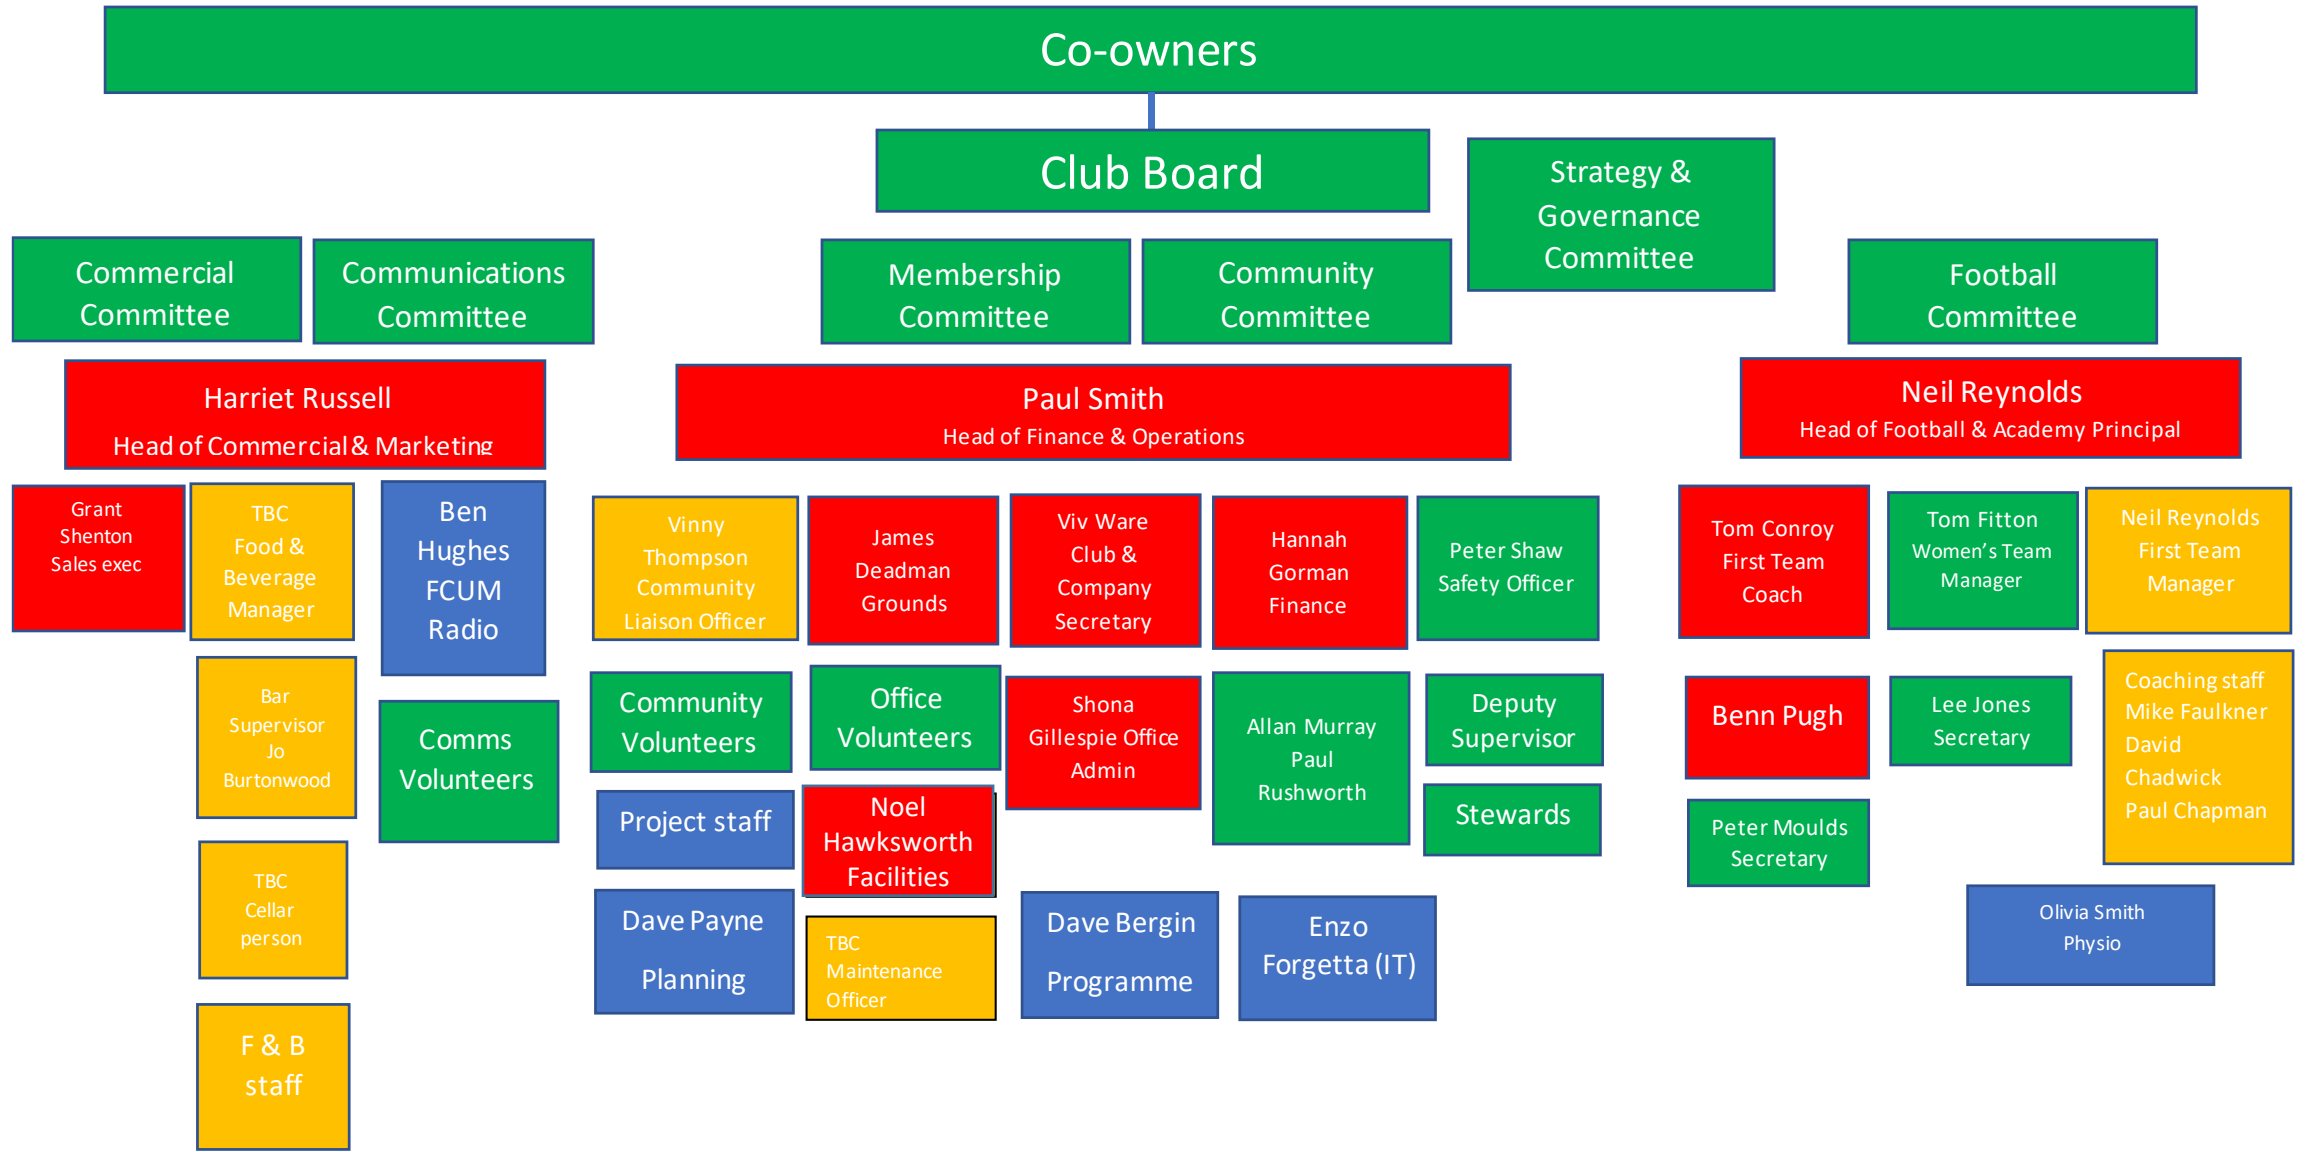 Co-owners
Club Board
Strategy &
Governance
Committee
Commercial
Committee
Communications
Committee
Membership
Committee
Community
Committee
Football
Committee
Harriet Russell
Head of Commercial & Marketing
Paul Smith
Head of Finance & Operations
Neil Reynolds
Head of Football & Academy Principal
Grant
Shenton
Sales exec
TBC
Food &
Beverage
Manager
Ben
Hughes
FCUM
Radio
Vinny
Thompson
Community
Liaison Officer
James
Deadman
Grounds
Viv Ware
Club &
Company
Secretary
Hannah
Gorman
Finance
Peter Shaw
Safety Officer
Tom Conroy
First Team
Coach
Tom Fitton
Women's Team
Manager
Neil Reynolds
First Team
Manager
Bar
Supervisor
Jo
Burtonwood
Comms
Volunteers
Community
Volunteers
Office
Volunteers
Shona
Gillespie Office
Admin
Allan Murray
Paul
Rushworth
Deputy
Supervisor
Benn Pugh
Lee Jones
Secretary
Coaching staff
Mike Faulkner
David
Chadwick
Paul Chapman
Project staff
Noel
Hawksworth
Facilities
Stewards
Peter Moulds
Secretary
TBC
Cellar
person
Dave Payne
Planning
TBC
Maintenance
Officer
Dave Bergin
Programme
Enzo
Forgetta (IT)
Olivia Smith
Physio
F & B
staff